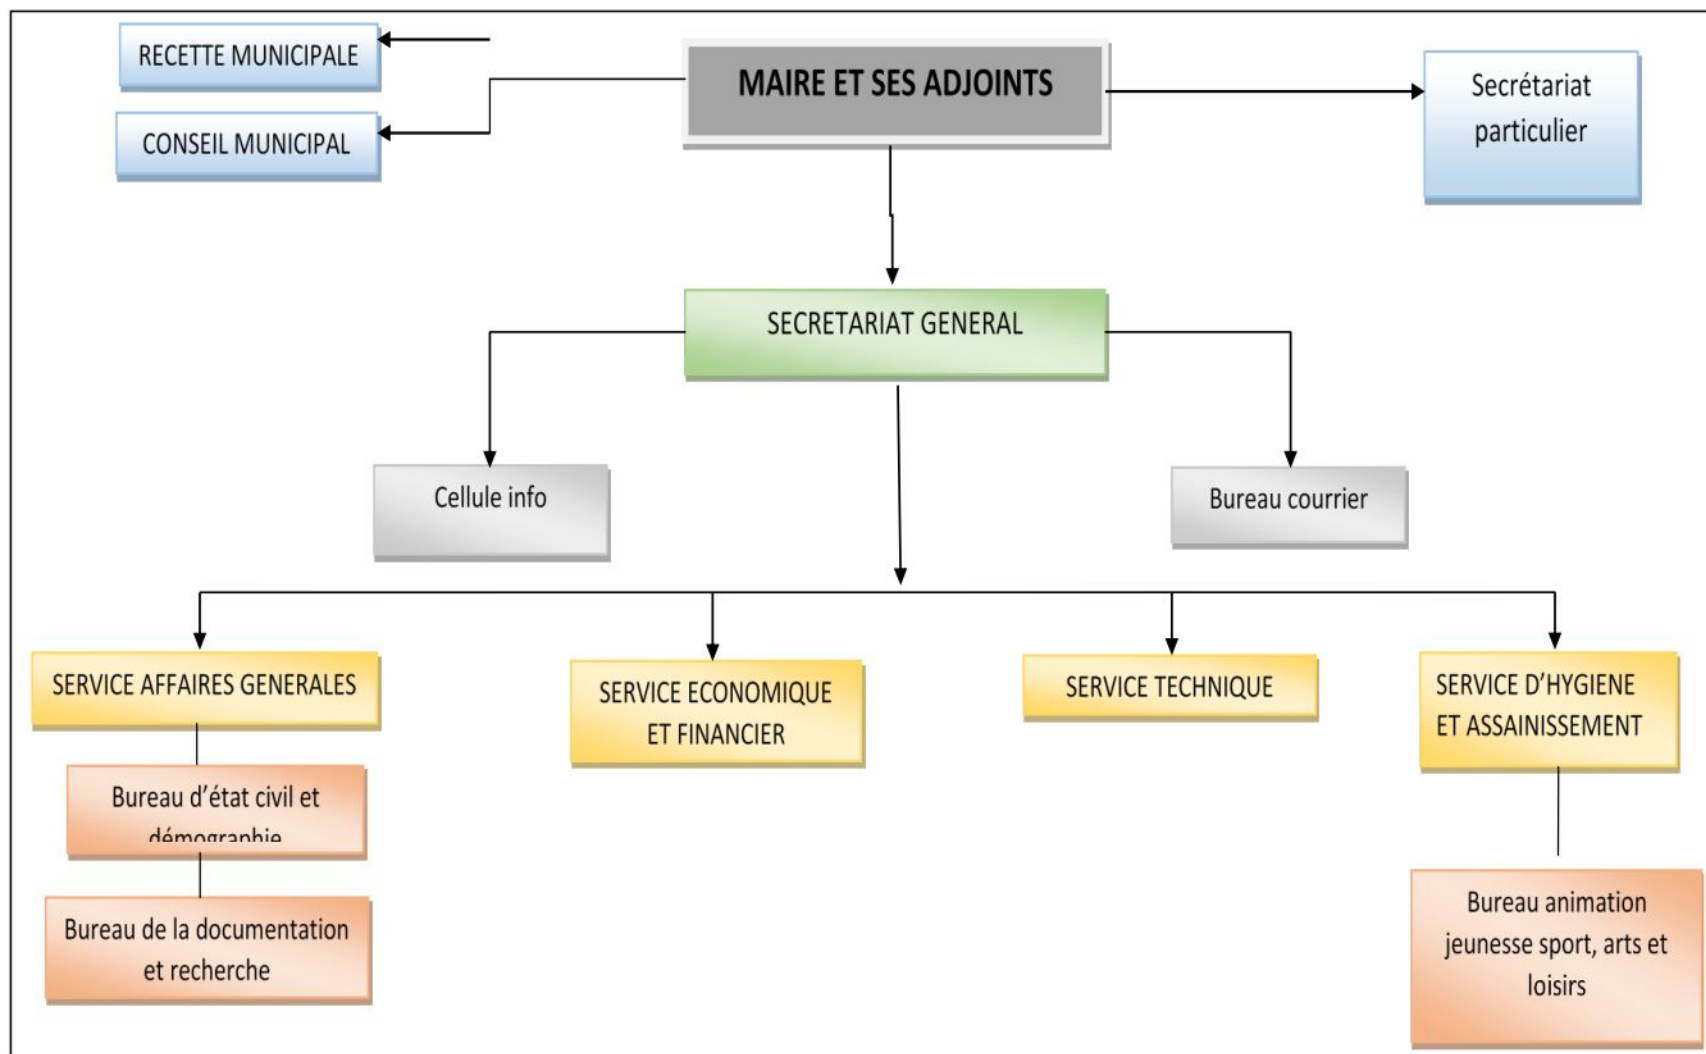 RECETTE MUNICIPALE
MAIRE ET SES ADJOINTS
Secrétariat
particulier
CONSEIL MUNICIPAL
SECRETARIAT GENERAL
Cellule info
Bureau courrier
SERVICE AFFAIRES GENERALES
SERVICE ECONOMIQUE
ET FINANCIER
SERVICE TECHNIQUE
SERVICE D’HYGIENE
ET ASSAINISSEMENT
Bureau d’état civil et
démographie
Bureau de la documentation
et recherche
Bureau animation
jeunesse sport, arts et
loisirs